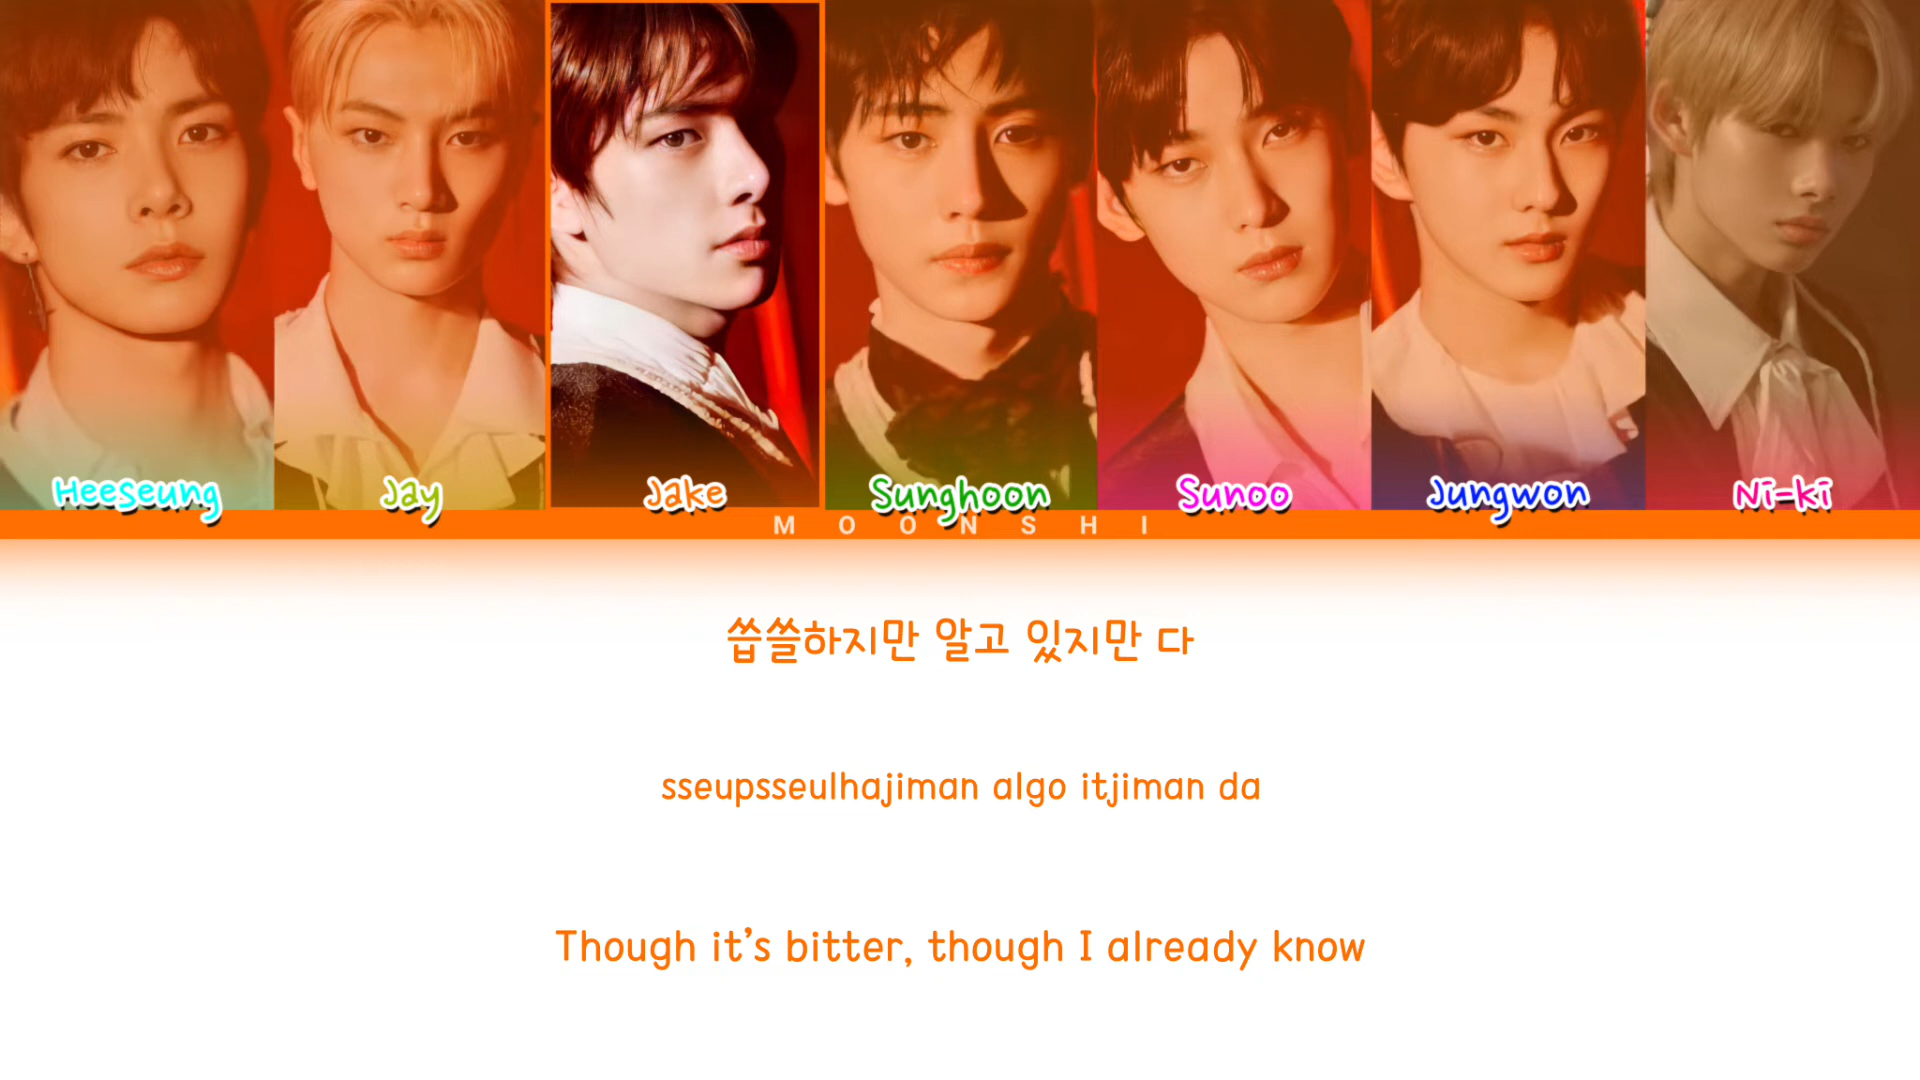 Heeseung Jay Jake Sunghoon Sunoo Jungwon Ni-ki
MOONSHI
씁쓸하지만 알고 있지만 다
sseupsseulhajiman algo itjiman da
Though it's bitter, though I already know